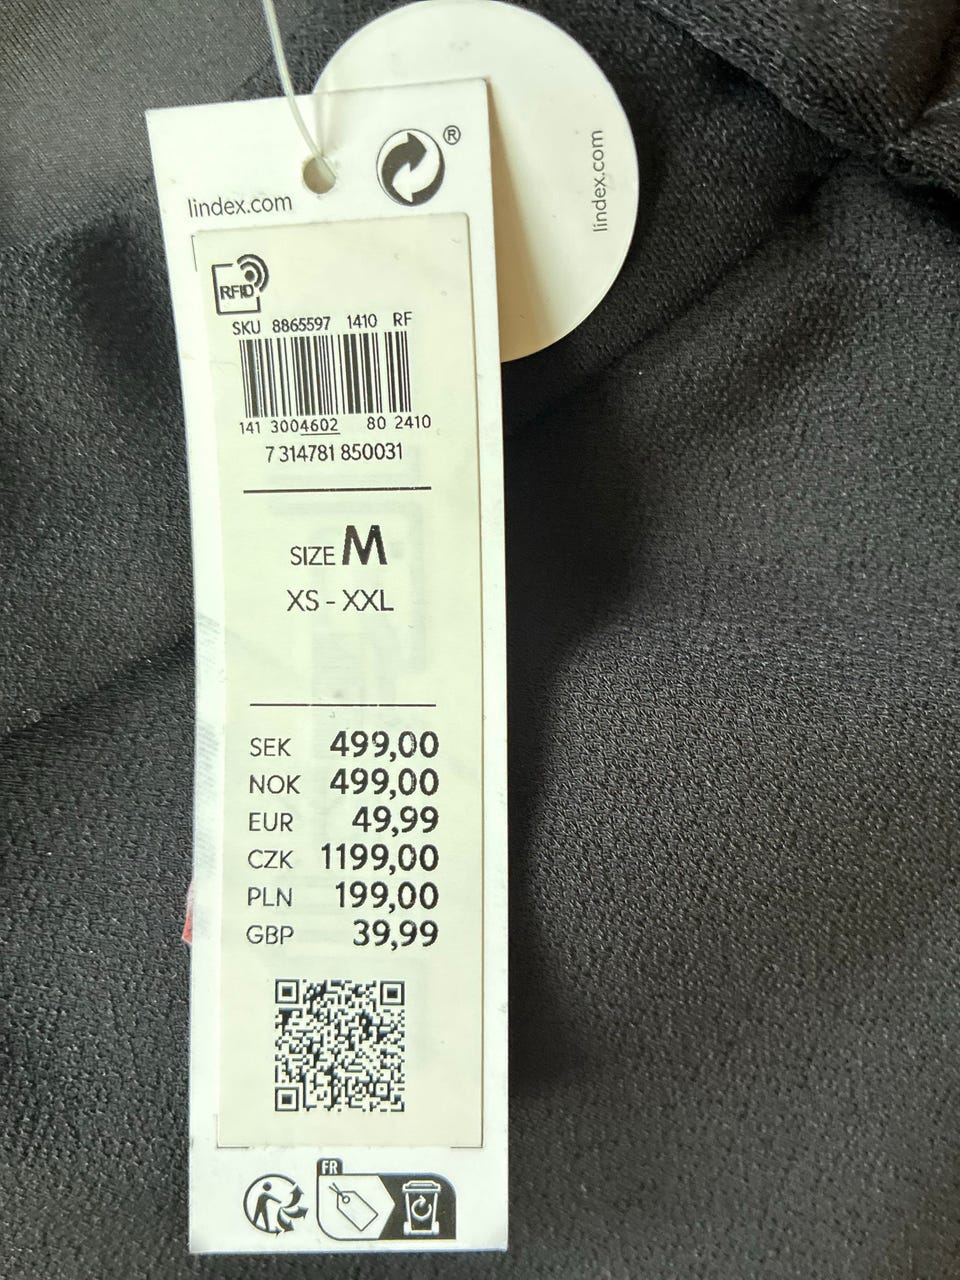 lindex.com
®
lindex.com
RFID
SKU 8865597 1410 RF
141 3004602 80 2410
7 314781 850031
SIZE M
XS - XXL
SEK 499,00
NOK 499,00
EUR 49,99
CZK 1199,00
PLN 199,00
GBP 39,99
FR